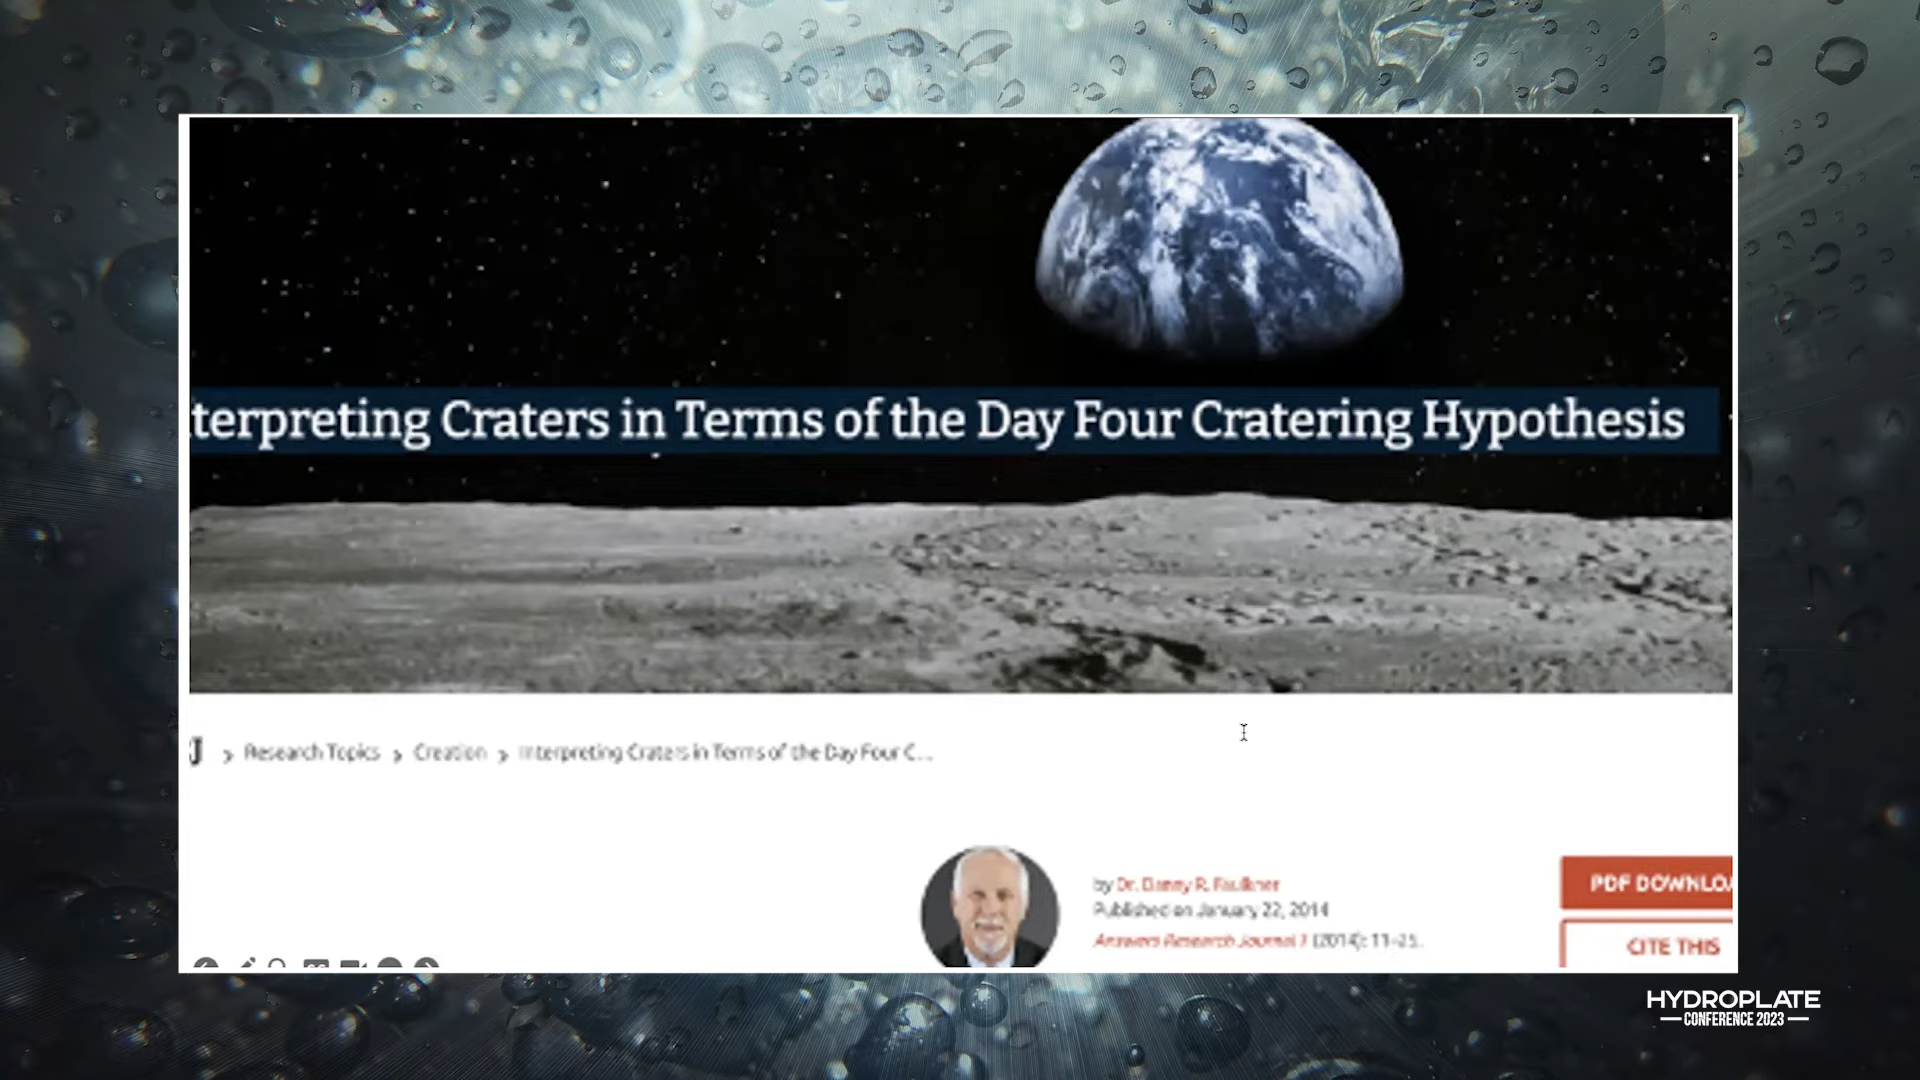 terpreting Craters in Terms of the Day Four Cratering Hypothesis
J › Research Topics › Creation › Interpreting Craters in Terms of the Day Four C...
by Dr. Danny R. Faulkner
Published on January 22, 2014
Answers Research Journal 7 (2014): 11–25.
PDF DOWNLOA
CITE THIS
HYDROPLATE
CONFERENCE 2023